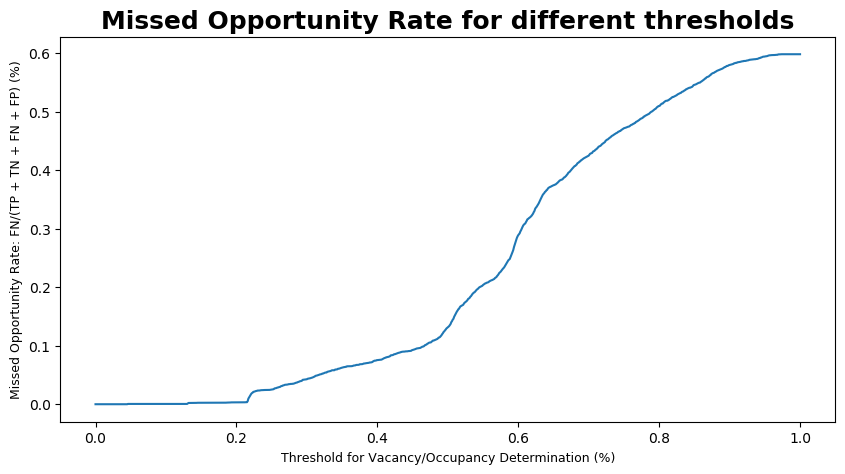 Missed Opportunity Rate for different thresholds
Missed Opportunity Rate: FN/(TP + TN + FN + FP) (%)
0.6
0.5
0.4
0.3
0.2
0.1
0.0
0.0 0.2 0.4 0.6 0.8 1.0
Threshold for Vacancy/Occupancy Determination (%)